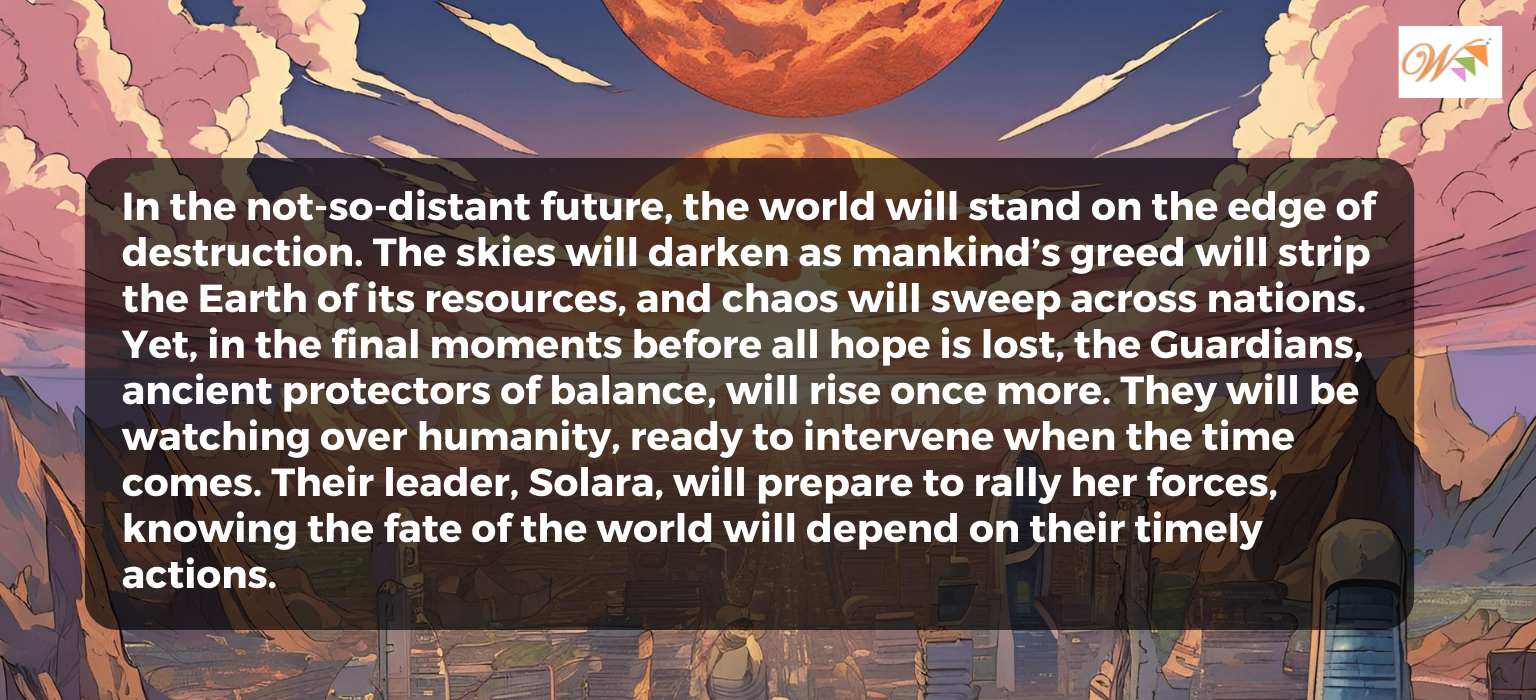 W
In the not-so-distant future, the world will stand on the edge of
destruction. The skies will darken as mankind’s greed will strip
the Earth of its resources, and chaos will sweep across nations.
Yet, in the final moments before all hope is lost, the Guardians,
ancient protectors of balance, will rise once more. They will be
watching over humanity, ready to intervene when the time
comes. Their leader, Solara, will prepare to rally her forces,
knowing the fate of the world will depend on their timely
actions.